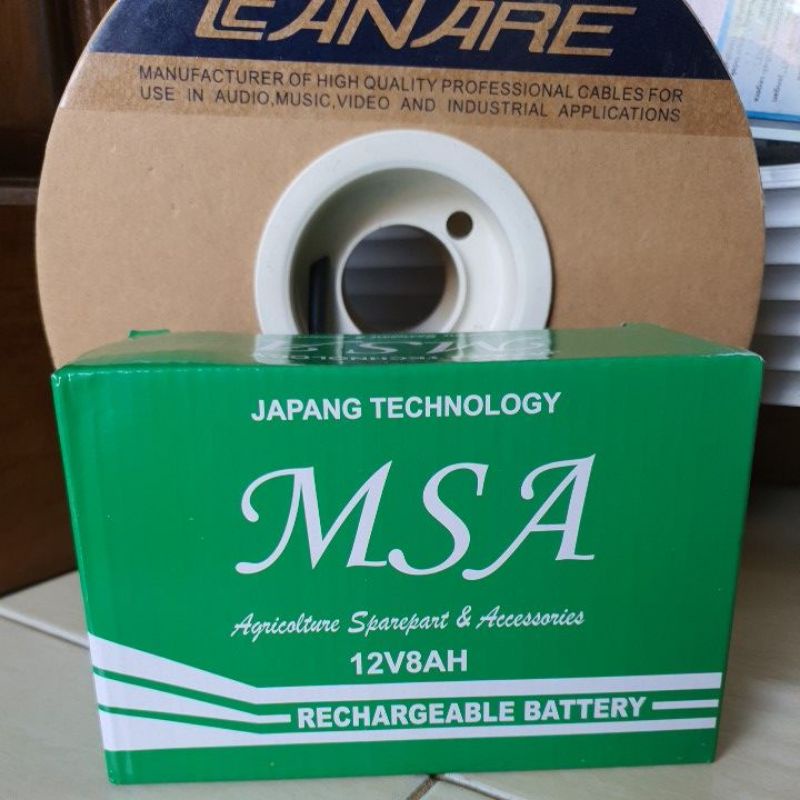 LEANARE
MANUFACTURER OF HIGH QUALITY PROFESSIONAL CABLES FOR
USE IN AUDIO,MUSIC,VIDEO AND INDUSTRIAL APPLICATIONS
JAPANG TECHNOLOGY
MSA
Agricolture Sparepart & Accessories
12V8AH
RECHARGEABLE BATTERY